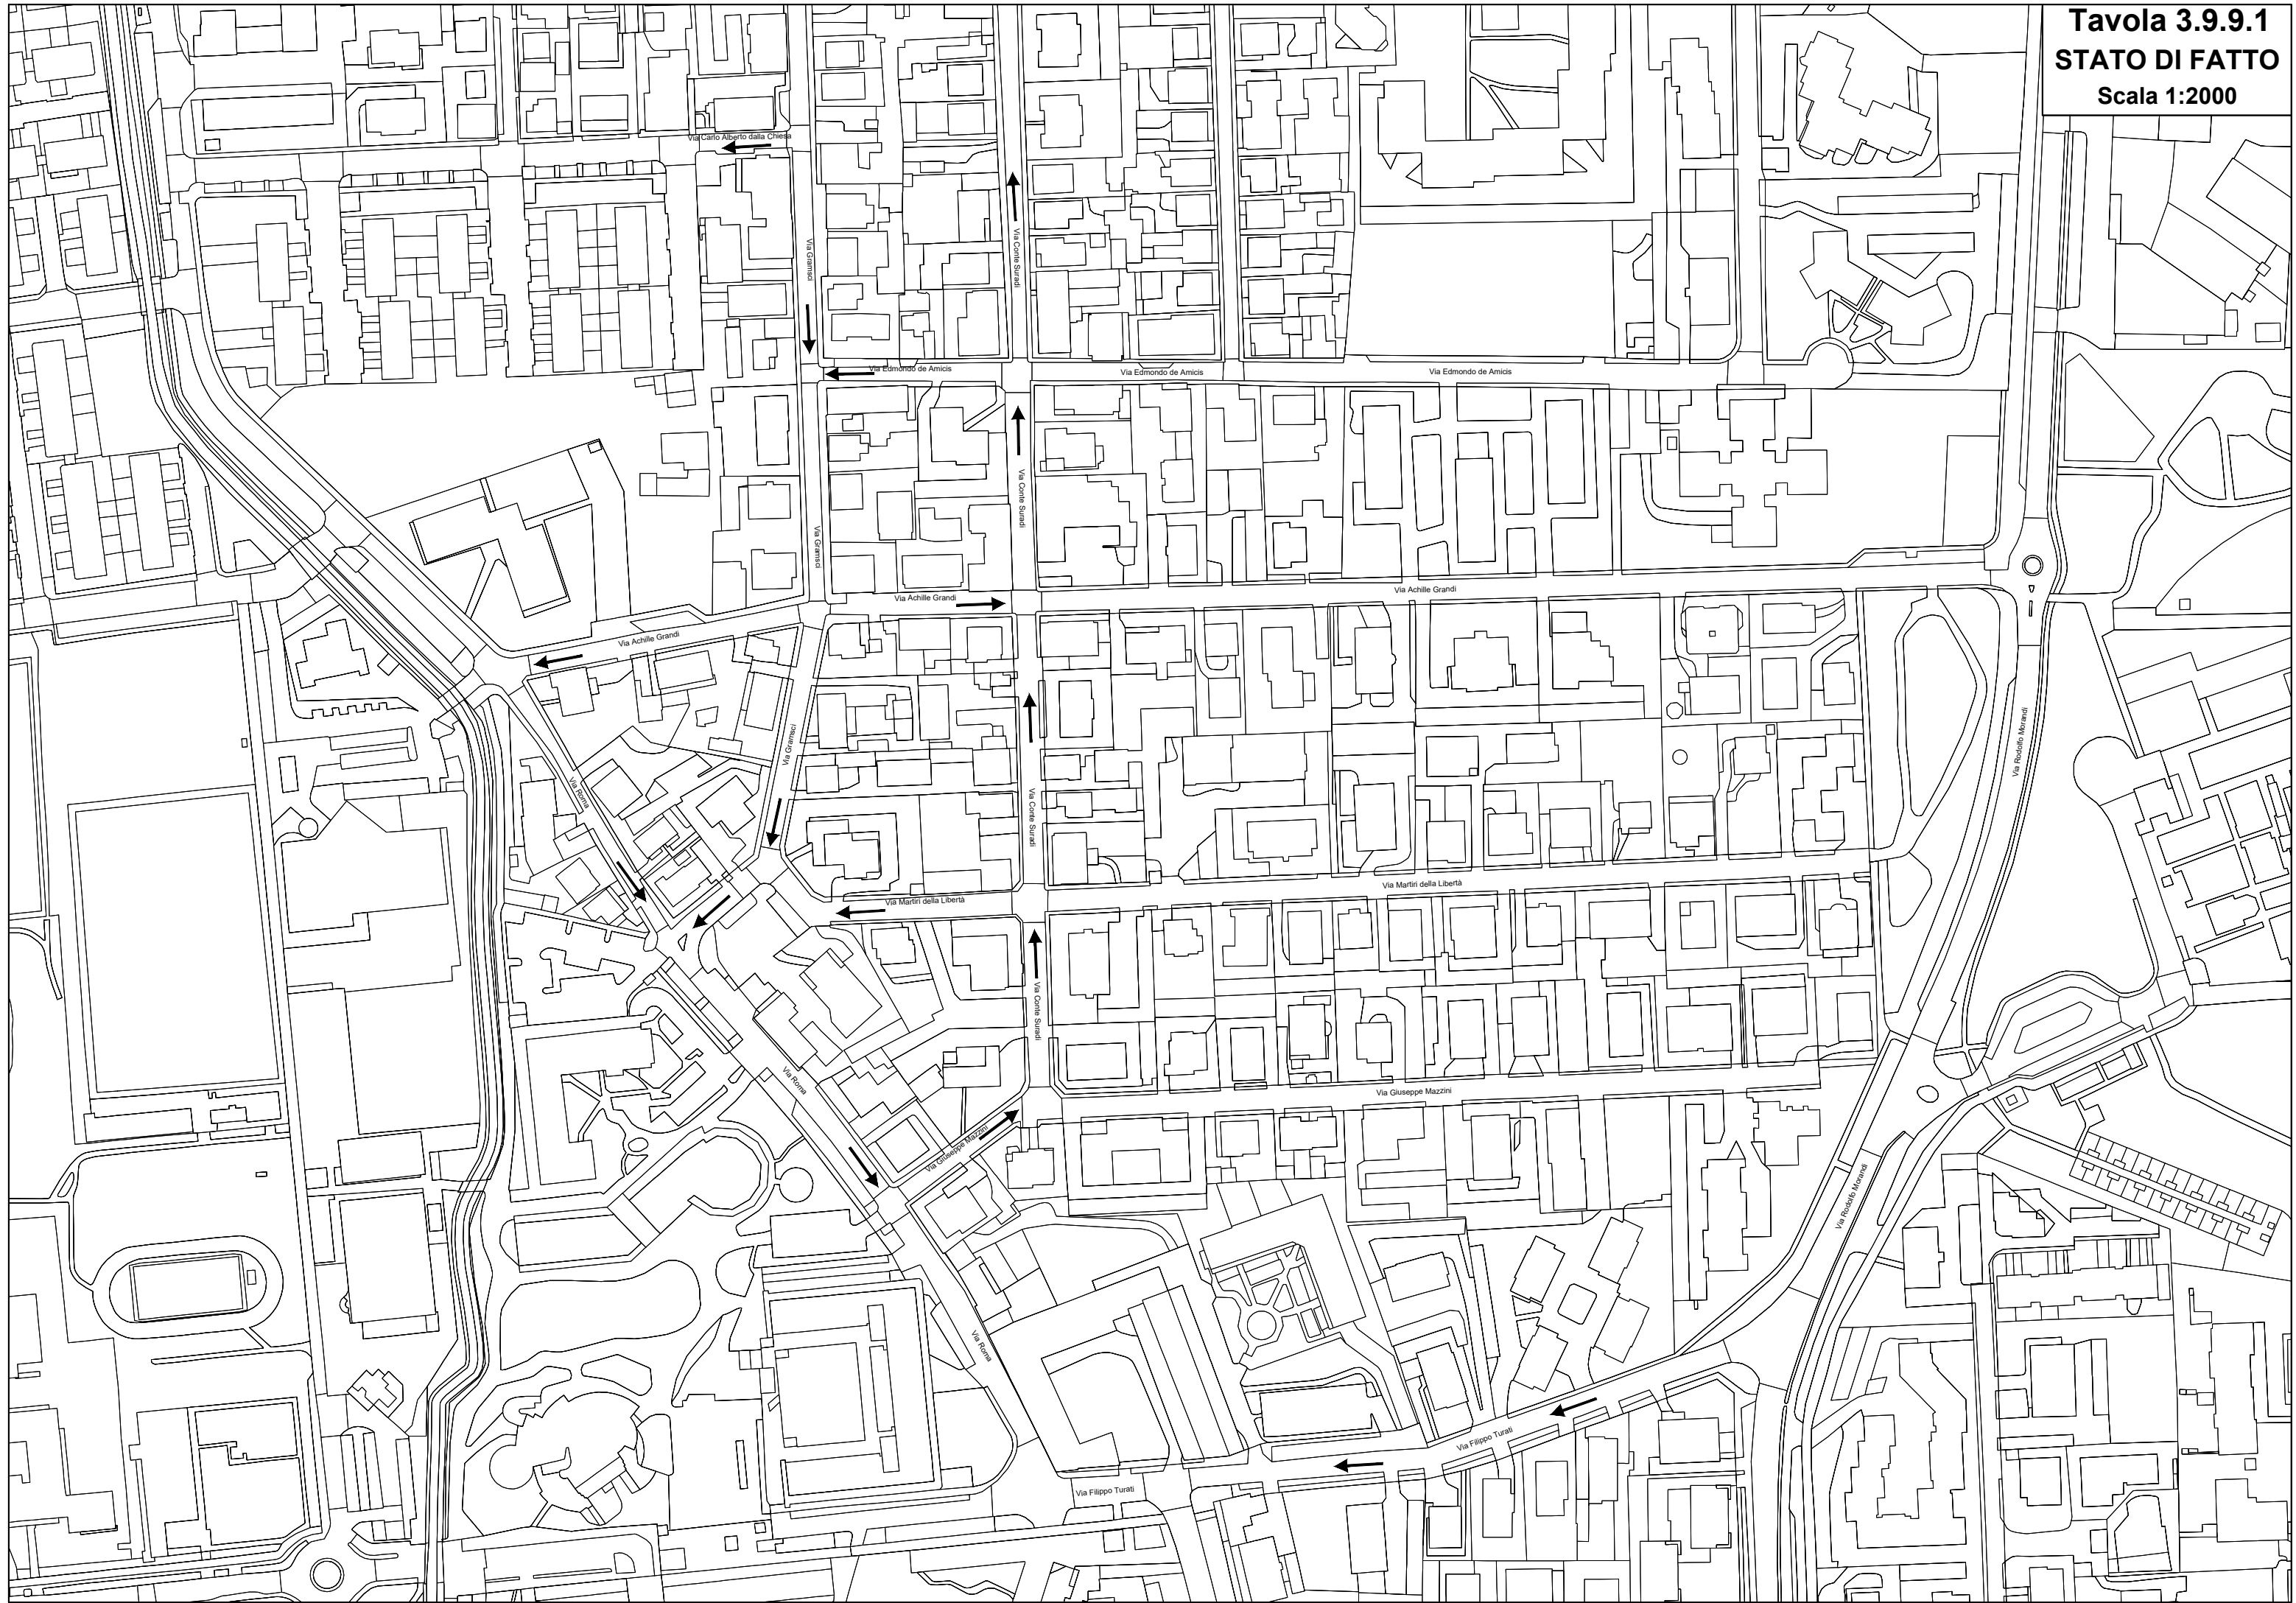 Tavola 3.9.9.1
STATO DI FATTO
Scala 1:2000
Via Carlo Alberto dalla Chiesa
Via Gramsci
Via Conte Suradi
Via Edmondo de Amicis
Via Edmondo de Amicis
Via Edmondo de Amicis
Via Conte Suradi
Via Gramsci
Via Achille Grandi
Via Achille Grandi
Via Achille Grandi
Via Gramsci
Via Rodolfo Morandi
Via Roma
Via Conte Suradi
Via Martiri della Libertà
Via Martiri della Libertà
Via Conte Suradi
Via Roma
Via Giuseppe Mazzini
Via Giuseppe Mazzini
Via Rodolfo Morandi
Via Roma
Via Filippo Turati
Via Filippo Turati